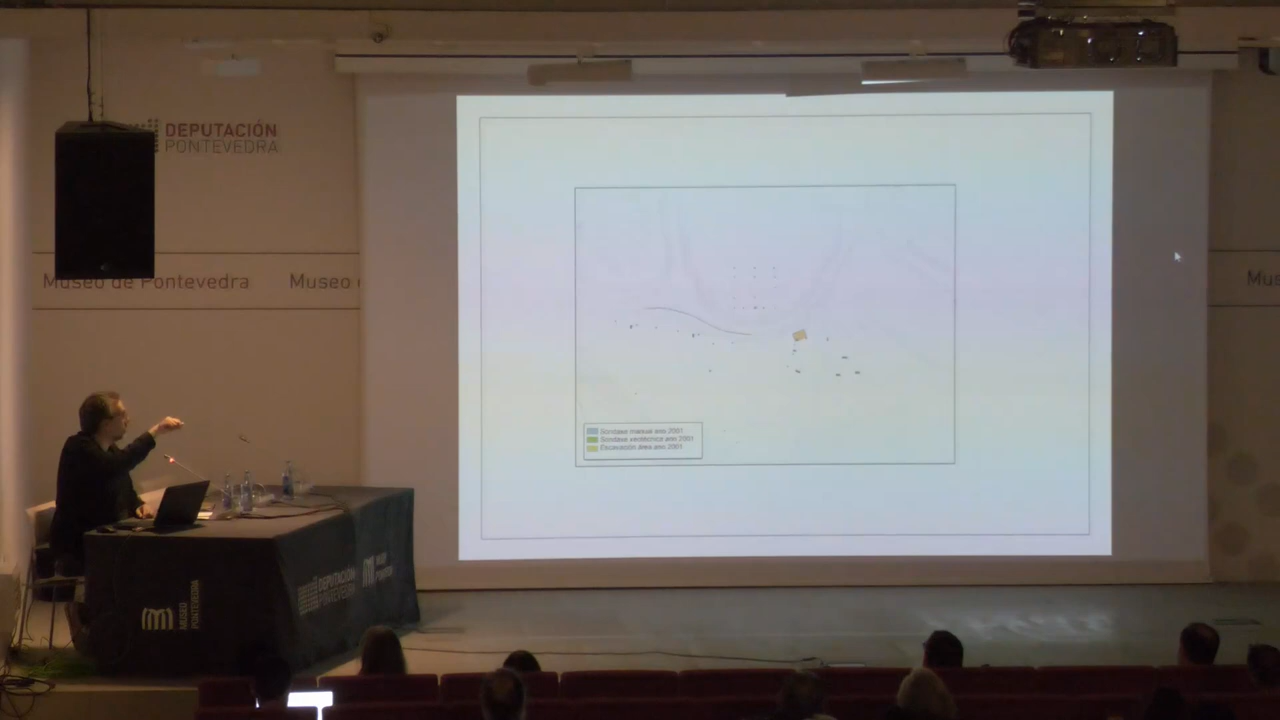 DEPUTACIÓN
PONTEVEDRA
Museo de Pontevedra
Museo
Mus
Sondaxe manual ano 2001
Sondaxe mecánica ano 2001
Escavación área ano 2001
DEPUTACIÓN
PONTEVEDRA
MUSEO
PONTEVEDRA